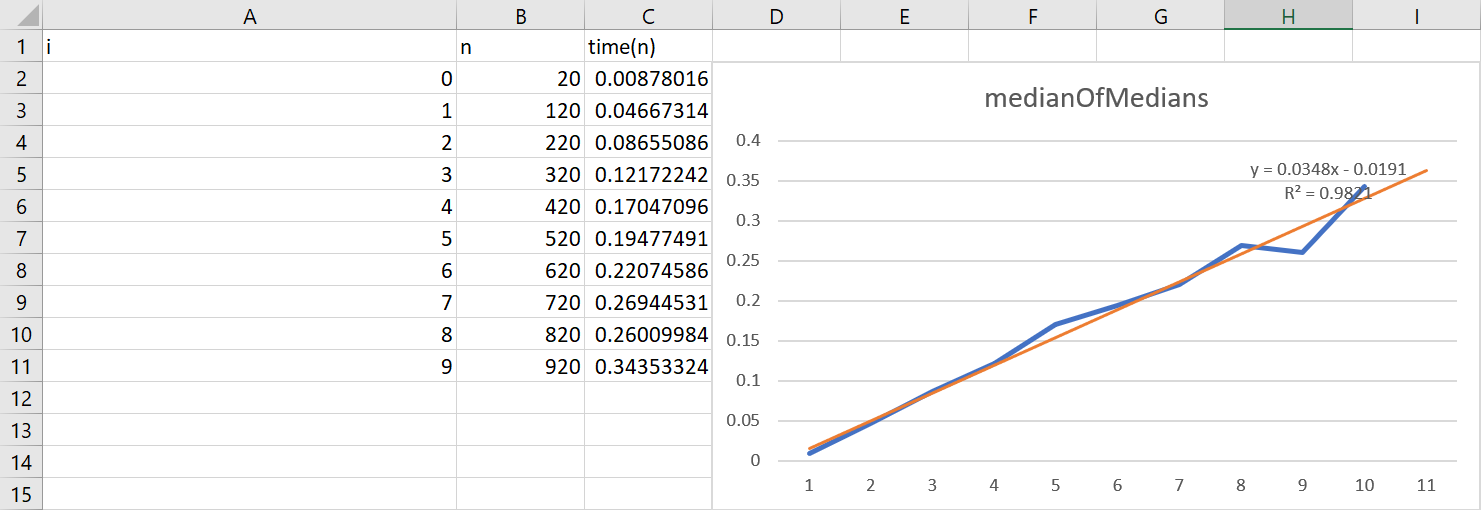 A B C D E F G H I
1 i n time(n)
2 0 20 0.00878016
3 1 120 0.04667314
4 2 220 0.08655086
5 3 320 0.12172242
6 4 420 0.17047096
7 5 520 0.19477491
8 6 620 0.22074586
9 7 720 0.26944531
10 8 820 0.26009984
11 9 920 0.34353324
12
13
14
15
medianOfMedians
0.4
0.35
0.3
0.25
0.2
0.15
0.1
0.05
0
y = 0.0348x - 0.0191
R² = 0.9821
1 2 3 4 5 6 7 8 9 10 11